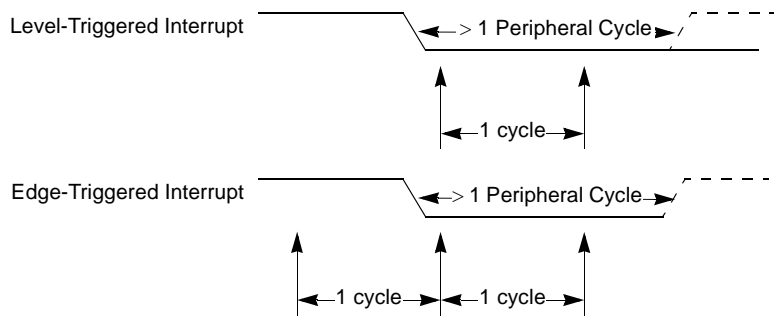 Level-Triggered Interrupt
> 1 Peripheral Cycle
1 cycle
Edge-Triggered Interrupt
> 1 Peripheral Cycle
1 cycle
1 cycle